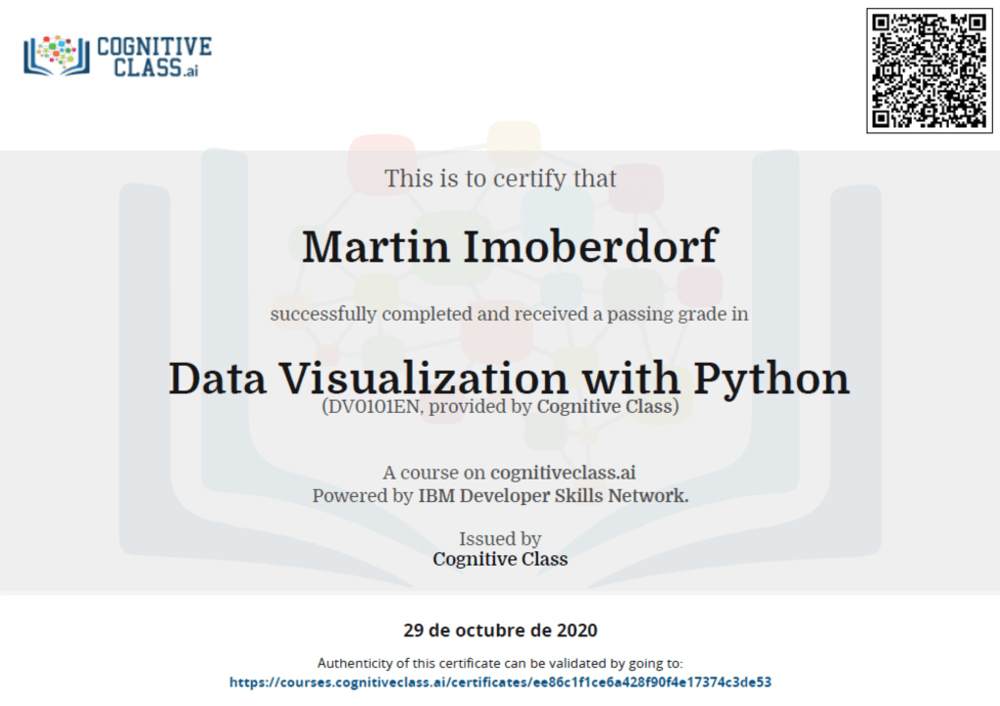 COGNITIVE
CLASS.ai
This is to certify that
Martin Imoberdorf
successfully completed and received a passing grade in
Data Visualization with Python
(DV0101EN, provided by Cognitive Class)
A course on cognitiveclass.ai
Powered by IBM Developer Skills Network.
Issued by
Cognitive Class
29 de octubre de 2020
Authenticity of this certificate can be validated by going to:
https://courses.cognitiveclass.ai/certificates/ee86c1f1ce6a428f90f4e17374c3de53